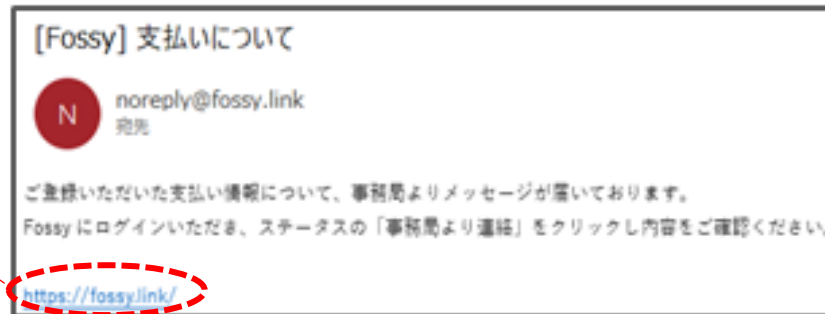 [Fossy] 支払いについて
N
noreply@fossy.link
宛先
ご登録いただいた支払い情報について、事務局よりメッセージが届いております。
Fossy にログインいただき、ステータスの「事務局より連絡」をクリックし内容をご確認ください。
https://fossy.link/